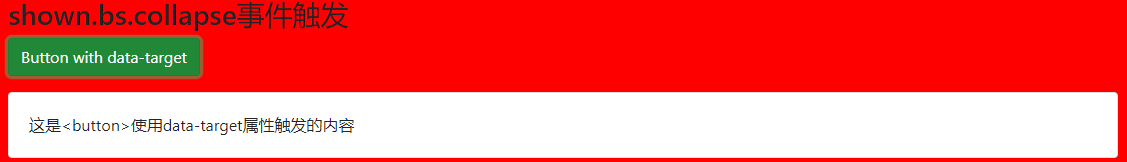 shown.bs.collapse事件触发
Button with data-target
这是<button>使用data-target属性触发的内容